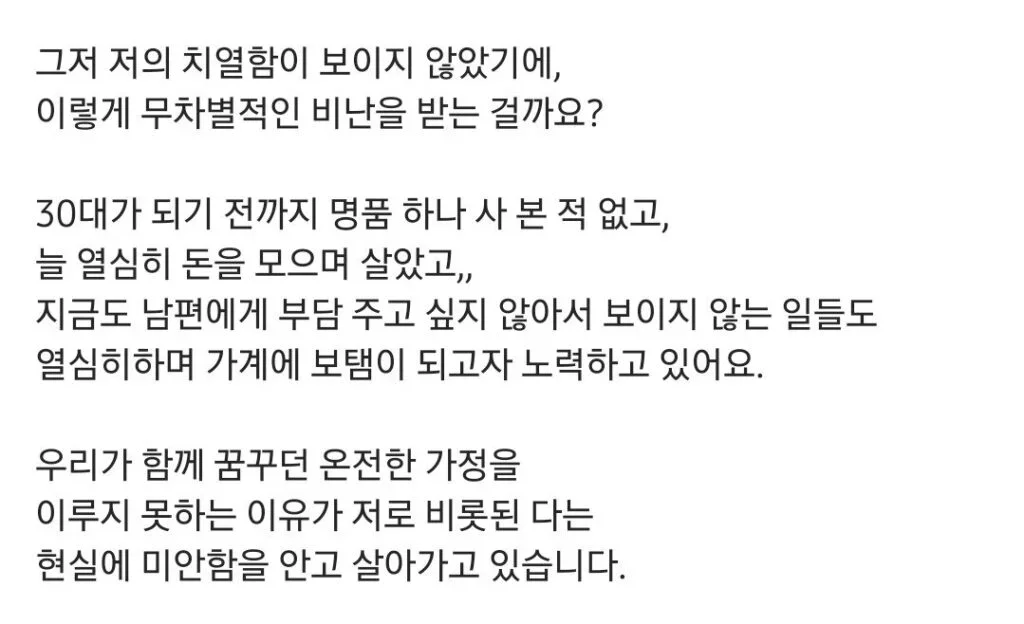 그저 저의 치열함이 보이지 않았기에,
이렇게 무차별적인 비난을 받는 걸까요?
30대가 되기 전까지 명품 하나 사 본 적 없고,
늘 열심히 돈을 모으며 살았고,,
지금도 남편에게 부담 주고 싶지 않아서 보이지 않는 일들도
열심히하며 가계에 보탬이 되고자 노력하고 있어요.
우리가 함께 꿈꾸던 온전한 가정을
이루지 못하는 이유가 저로 비롯된 다는
현실에 미안함을 안고 살아가고 있습니다.